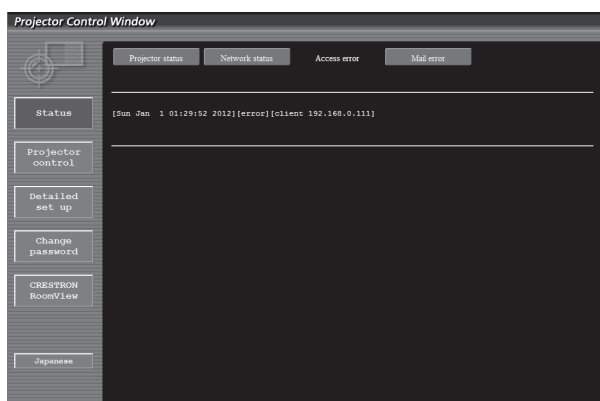 Projector Control Window
Projector status
Network status
Access error
Mail error
Status
[Sun Jan  1 01:29:52 2012][error][client 192.168.0.111]
Projector
control
Detailed
set up
Change
password
CRESTRON
RoomView
Japanese